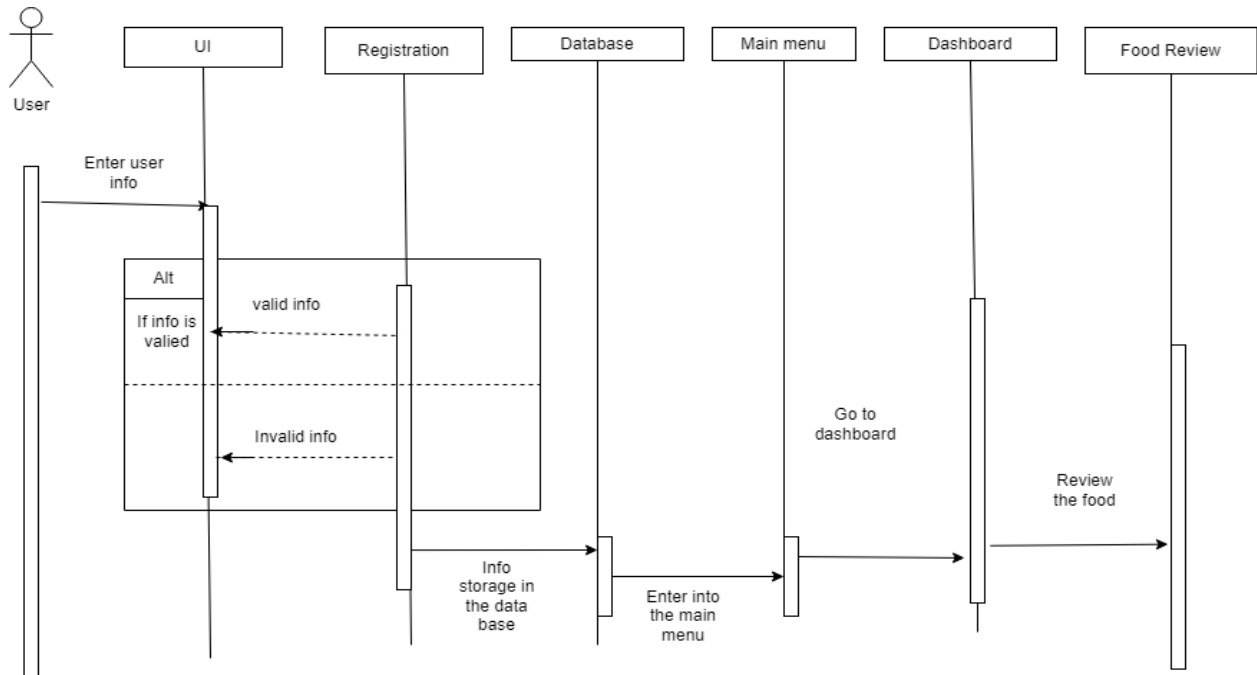 User
UI
Registration
Database
Main menu
Dashboard
Food Review
Enter user
info
Alt
If info is
valied
valid info
Invalid info
Info
storage in
the data
base
Enter into
the main
menu
Go to
dashboard
Review
the food